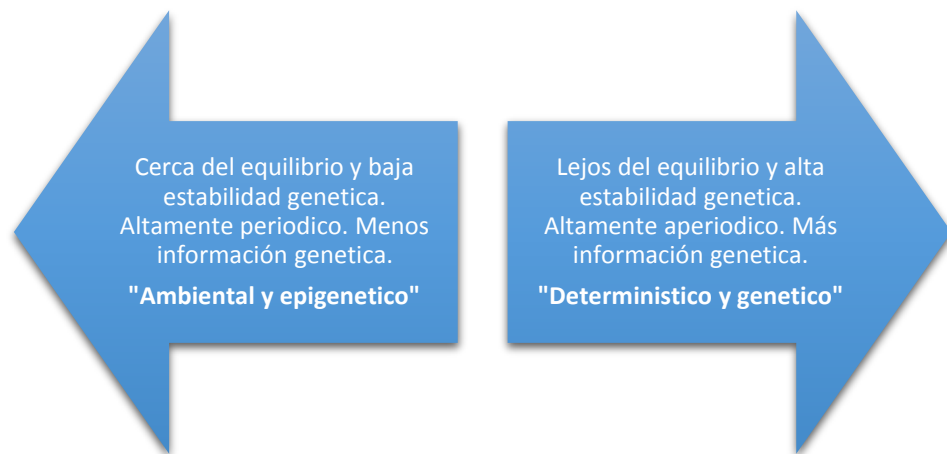 Cerca del equilibrio y baja
estabilidad genetica.
Altamente periodico. Menos
información genetica.
"Ambiental y epigenetico"
Lejos del equilibrio y alta
estabilidad genetica.
Altamente aperiodico. Más
información genetica.
"Deterministico y genetico"